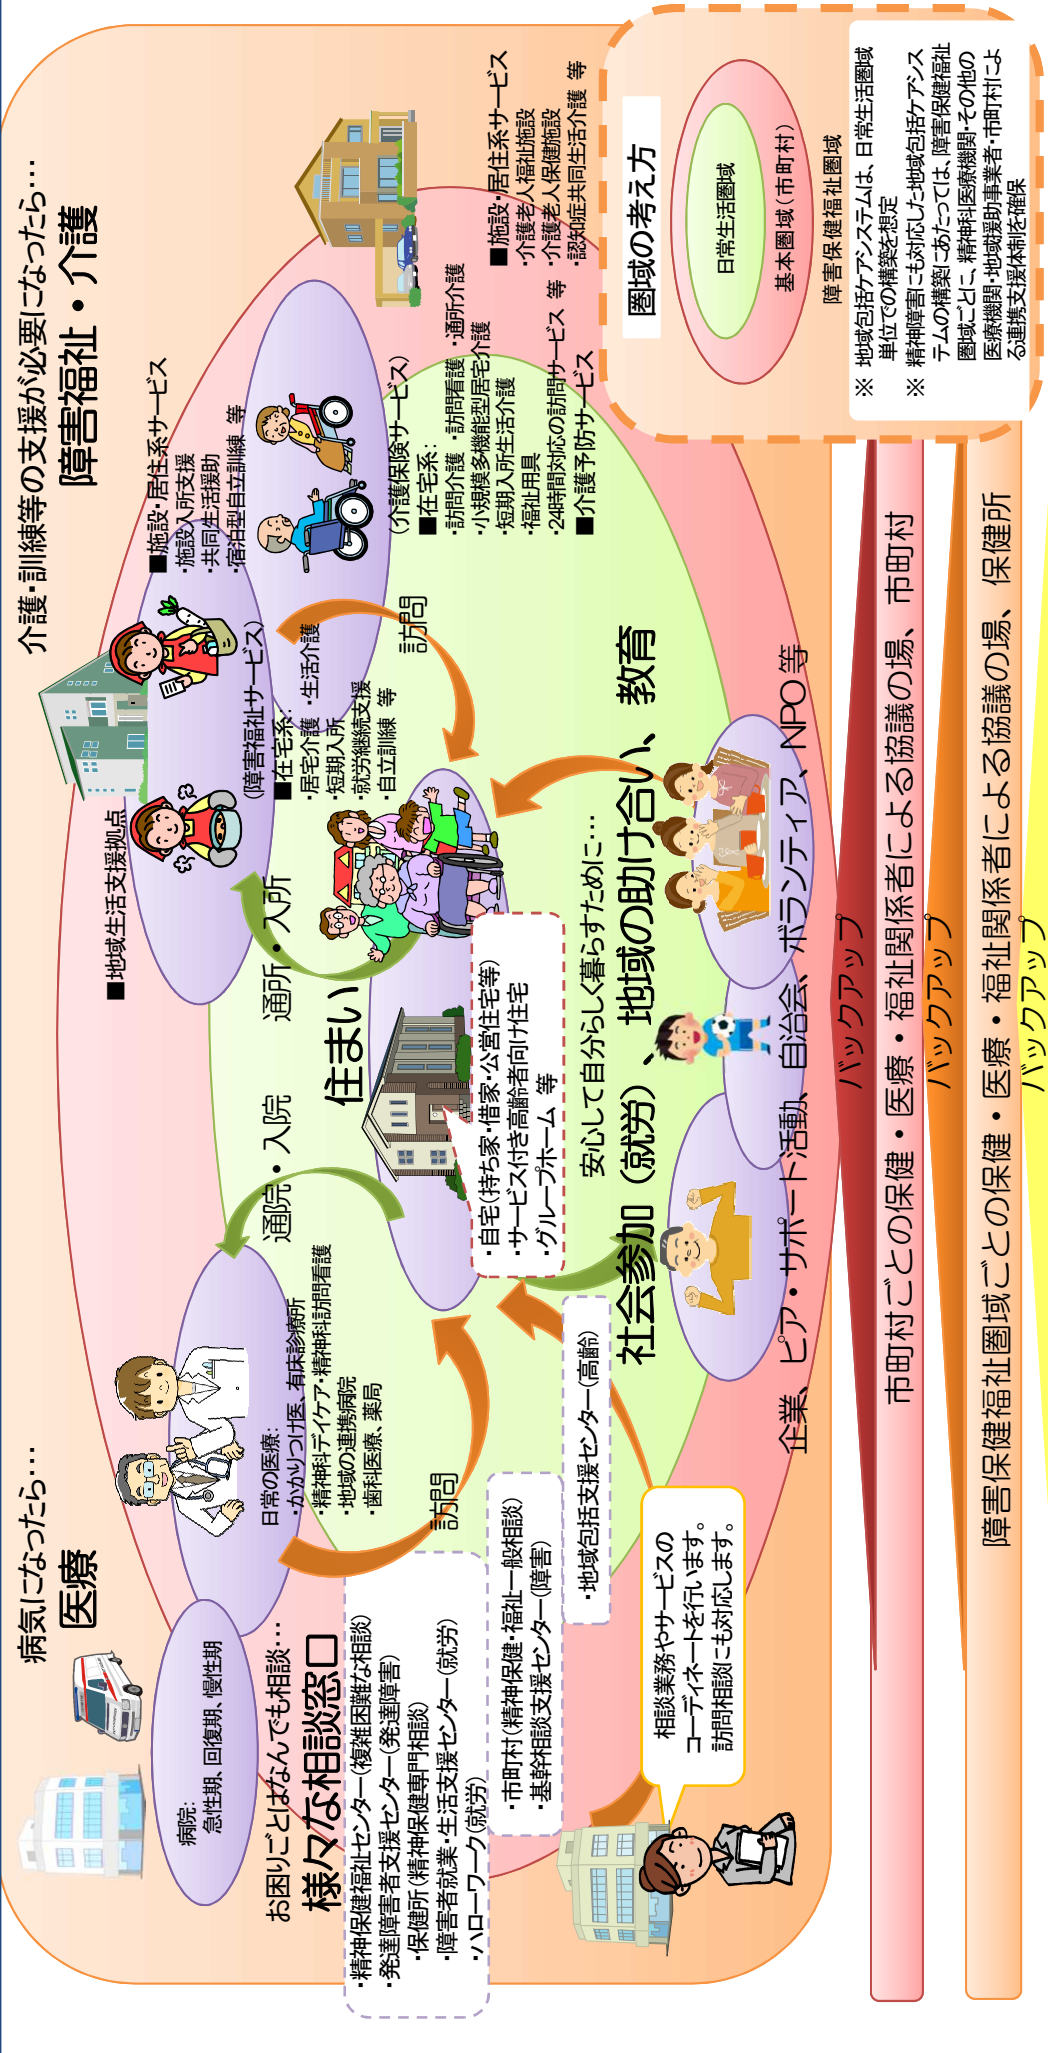 病気になったら…
医療
病院:
急性期、回復期、慢性期
日常の医療:
・かかりつけ医、有床診療所
・精神科デイケア・精神科訪問看護
・地域の連携病院
・歯科医療、薬局
通院・入院
訪問
介護・訓練等の支援が必要になったら…
障害福祉・介護
■地域生活支援拠点
■施設・居住系サービス
・施設入所支援
・共同生活援助
・宿泊型自立訓練 等
(障害福祉サービス)
■在宅系:
・居宅介護 ・生活介護
・短期入所
・就労継続支援
・自立訓練 等
通所・入所
訪問
(介護保険サービス)
■在宅系:
・訪問介護 ・訪問看護 ・通所介護
・小規模多機能型居宅介護
・短期入所生活介護
・福祉用具
・24時間対応の訪問サービス 等
■介護予防サービス
■施設・居住系サービス
・介護老人福祉施設
・介護老人保健施設
・認知症共同生活介護 等
住まい
・自宅(持ち家・借家・公営住宅等)
・サービス付き高齢者向け住宅
・グループホーム 等
お困りごとはなんでも相談…
様々な相談窓口
・精神保健福祉センター(複雑困難な相談)
・発達障害者支援センター(発達障害)
・保健所(精神保健専門相談)
・障害者就業・生活支援センター(就労)
・ハローワーク(就労)
・市町村(精神保健・福祉一般相談)
・基幹相談支援センター(障害)
・地域包括支援センター(高齢)
相談業務やサービスの
コーディネートを行います。
訪問相談にも対応します。
安心して自分らしく暮らすために…
社会参加(就労)、地域の助け合い、教育
企業、ピア・サポート活動、自治会、ボランティア、NPO等
圏域の考え方
日常生活圏域
基本圏域(市町村)
障害保健福祉圏域
※ 地域包括ケアシステムは、日常生活圏域
単位での構築を想定
※ 精神障害にも対応した地域包括ケアシス
テムの構築にあたっては、障害保健福祉
圏域ごとに、精神科医療機関・その他の
医療機関・地域援助事業者・市町村によ
る連携支援体制を確保
バックアップ
市町村ごとの保健・医療・福祉関係者による協議の場、市町村
バックアップ
障害保健福祉圏域ごとの保健・医療・福祉関係者による協議の場、保健所
バックアップ